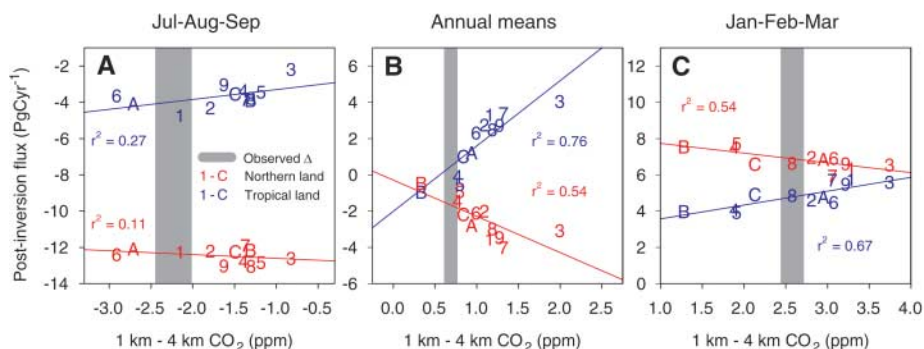 Jul-Aug-Sep
Annual means
Jan-Feb-Mar
Post-inversion flux (PgCyr⁻¹)
A
-2
-4
-6
-8
-10
-12
-14
r² = 0.27
r² = 0.11
Observed Δ
1 - C Northern land
1 - C Tropical land
-3.0 -2.5 -2.0 -1.5 -1.0 -0.5
1 km - 4 km CO₂ (ppm)
B
6
4
2
0
-2
-4
-6
r² = 0.76
r² = 0.54
0.0 0.5 1.0 1.5 2.0 2.5
1 km - 4 km CO₂ (ppm)
C
12
10
8
6
4
2
0
r² = 0.54
r² = 0.67
1.0 1.5 2.0 2.5 3.0 3.5 4.0
1 km - 4 km CO₂ (ppm)